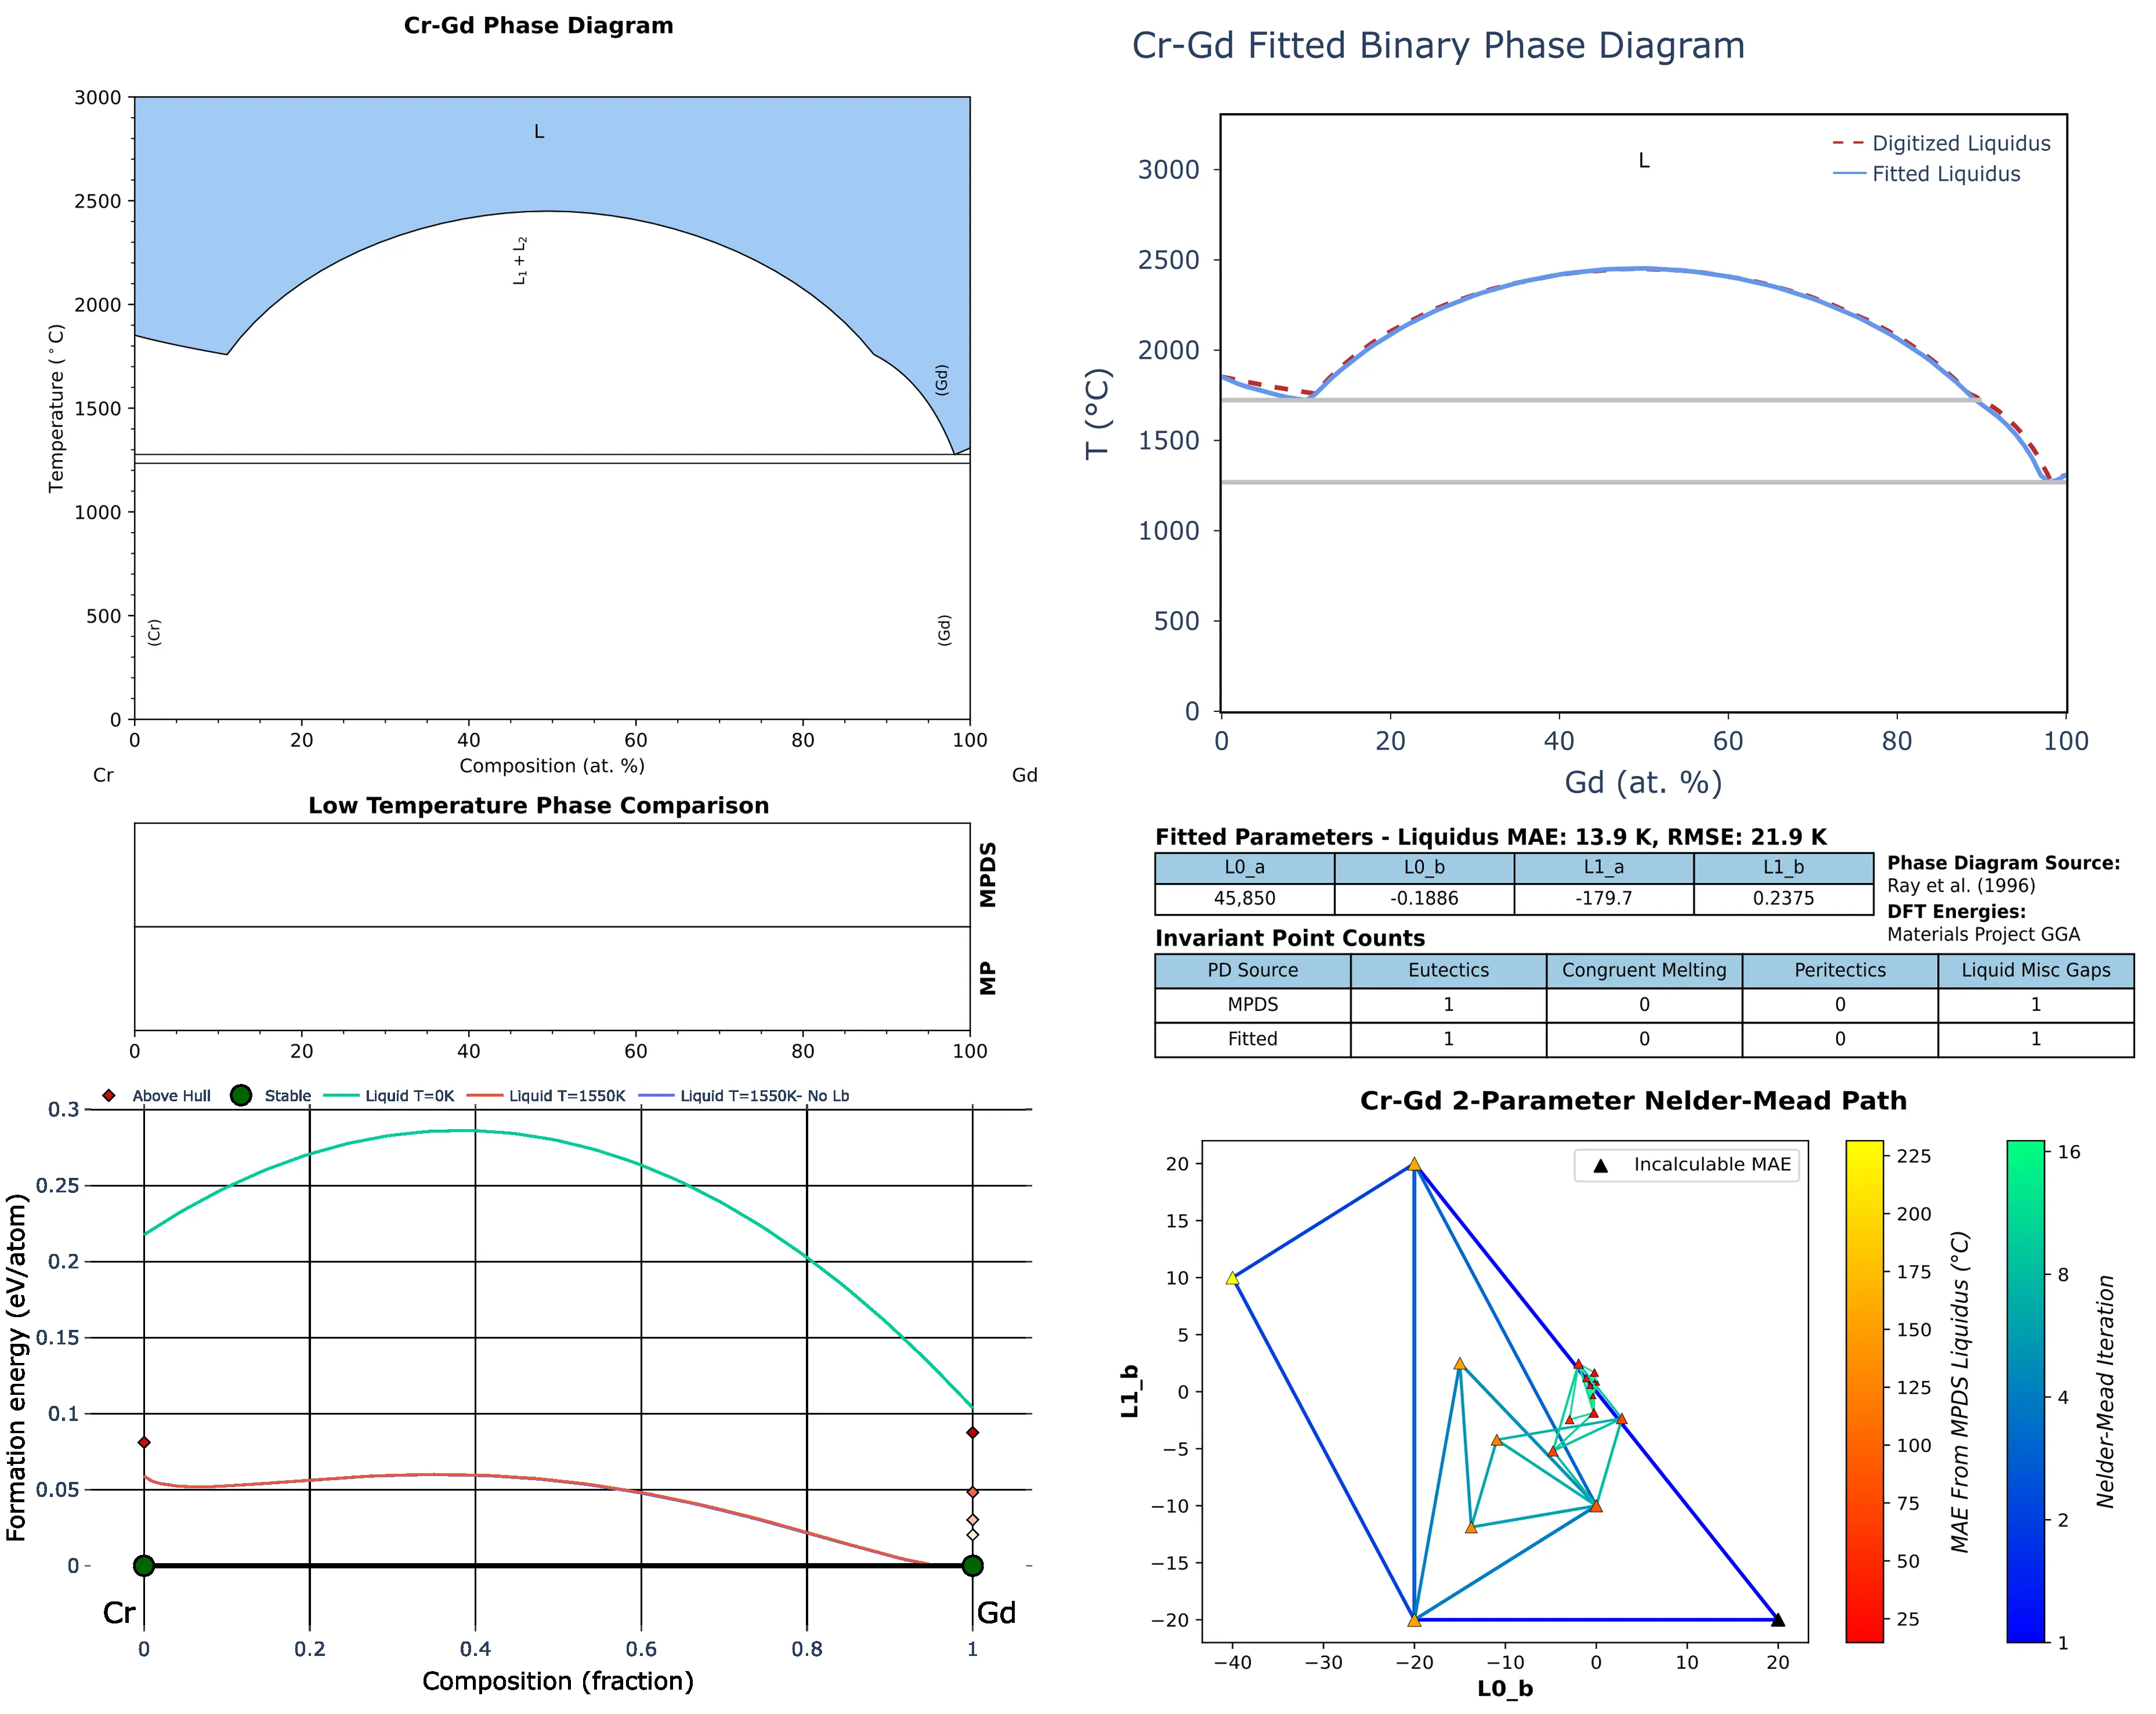 Cr-Gd Phase Diagram
3000
2500
2000
1500
1000
500
0
Temperature (°C)
L
L₁ + L₂
(Gd)
(Cr)
(Gd)
0 20 40 60 80 100
Composition (at. %)
Cr Gd
Cr-Gd Fitted Binary Phase Diagram
L
Digitized Liquidus
Fitted Liquidus
3000
2500
2000
1500
1000
500
0
T (°C)
0 20 40 60 80 100
Gd (at. %)
Low Temperature Phase Comparison
MPDS
MP
0 20 40 60 80 100
Fitted Parameters - Liquidus MAE: 13.9 K, RMSE: 21.9 K
L0_a L0_b L1_a L1_b
45,850 -0.1886 -179.7 0.2375
Phase Diagram Source:
Ray et al. (1996)
DFT Energies:
Materials Project GGA
Invariant Point Counts
PD Source Eutectics Congruent Melting Peritectics Liquid Misc Gaps
MPDS 1 0 0 1
Fitted 1 0 0 1
Above Hull Stable Liquid T=0K Liquid T=1550K Liquid T=1550K- No Lb
0.3
0.25
0.2
0.15
0.1
0.05
0
Formation energy (eV/atom)
Cr Gd
0 0.2 0.4 0.6 0.8 1
Composition (fraction)
Cr-Gd 2-Parameter Nelder-Mead Path
Incalculable MAE
20
15
10
5
0
−5
−10
−15
−20
L1_b
−40 −30 −20 −10 0 10 20
L0_b
225
200
175
150
125
100
75
50
25
MAE From MPDS Liquidus (°C)
16
8
4
2
1
Nelder-Mead Iteration